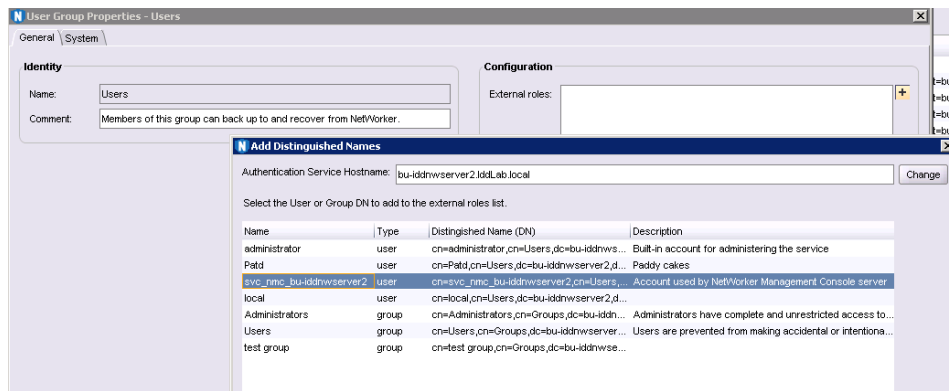 User Group Properties - Users
General System
Identity
Configuration
Name: Users
External roles:
Comment: Members of this group can back up to and recover from NetWorker.
Add Distinguished Names
Authentication Service Hostname: bu-iddnwserver2.IddLab.local Change
Select the User or Group DN to add to the external roles list.
Name Type Distingished Name (DN) Description
administrator user cn=administrator,cn=Users,dc=bu-iddnws... Built-in account for administering the service
Patd user cn=Patd,cn=Users,dc=bu-iddnwserver2,d... Paddy cakes
svc_nmc_bu-iddnwserver2 user cn=svc_nmc_bu-iddnwserver2,cn=Users,... Account used by NetWorker Management Console server
local user cn=local,cn=Users,dc=bu-iddnwserver2,d...
Administrators group cn=Administrators,cn=Groups,dc=bu-iddn... Administrators have complete and unrestricted access to...
Users group cn=Users,cn=Groups,dc=bu-iddnwserver... Users are prevented from making accidental or intentiona...
test group group cn=test group,cn=Groups,dc=bu-iddnwse...